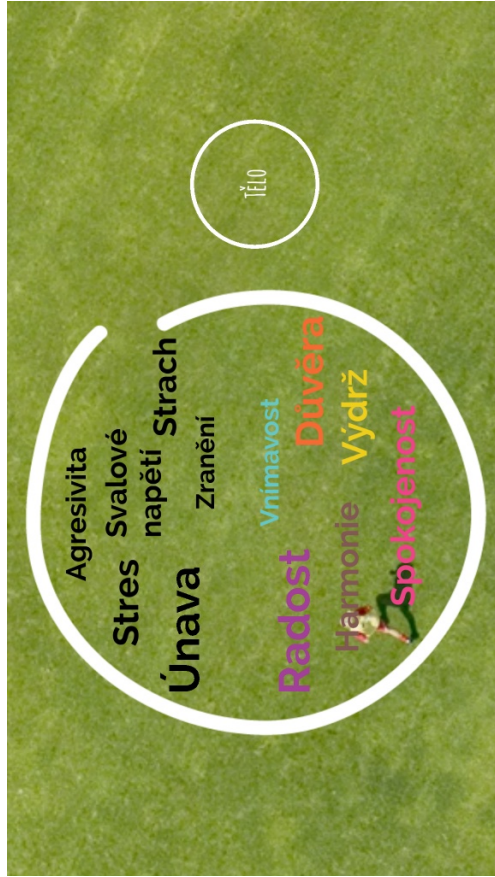 Agresivita
Svalové
napětí
Stres
Strach
Únava
Zranění
Vnímavost
Důvěra
Radost
Výdrž
Harmonie
Spokojenost
TĚLO